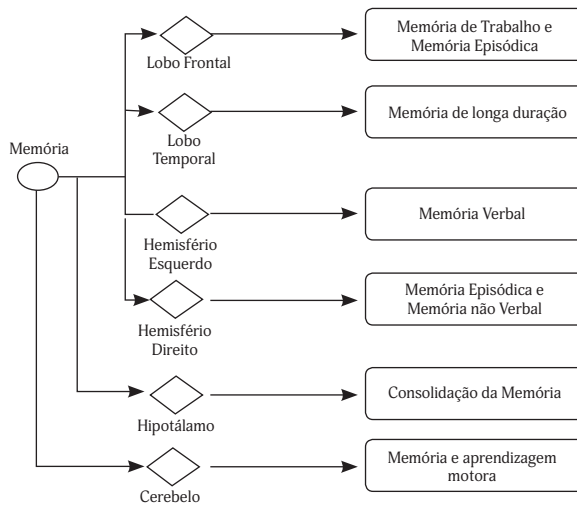 Memória
Lobo Frontal
Memória de Trabalho e
Memória Episódica
Lobo
Temporal
Memória de longa duração
Hemisfério
Esquerdo
Memória Verbal
Hemisfério
Direito
Memória Episódica e
Memória não Verbal
Hipotálamo
Consolidação da Memória
Cerebelo
Memória e aprendizagem
motora